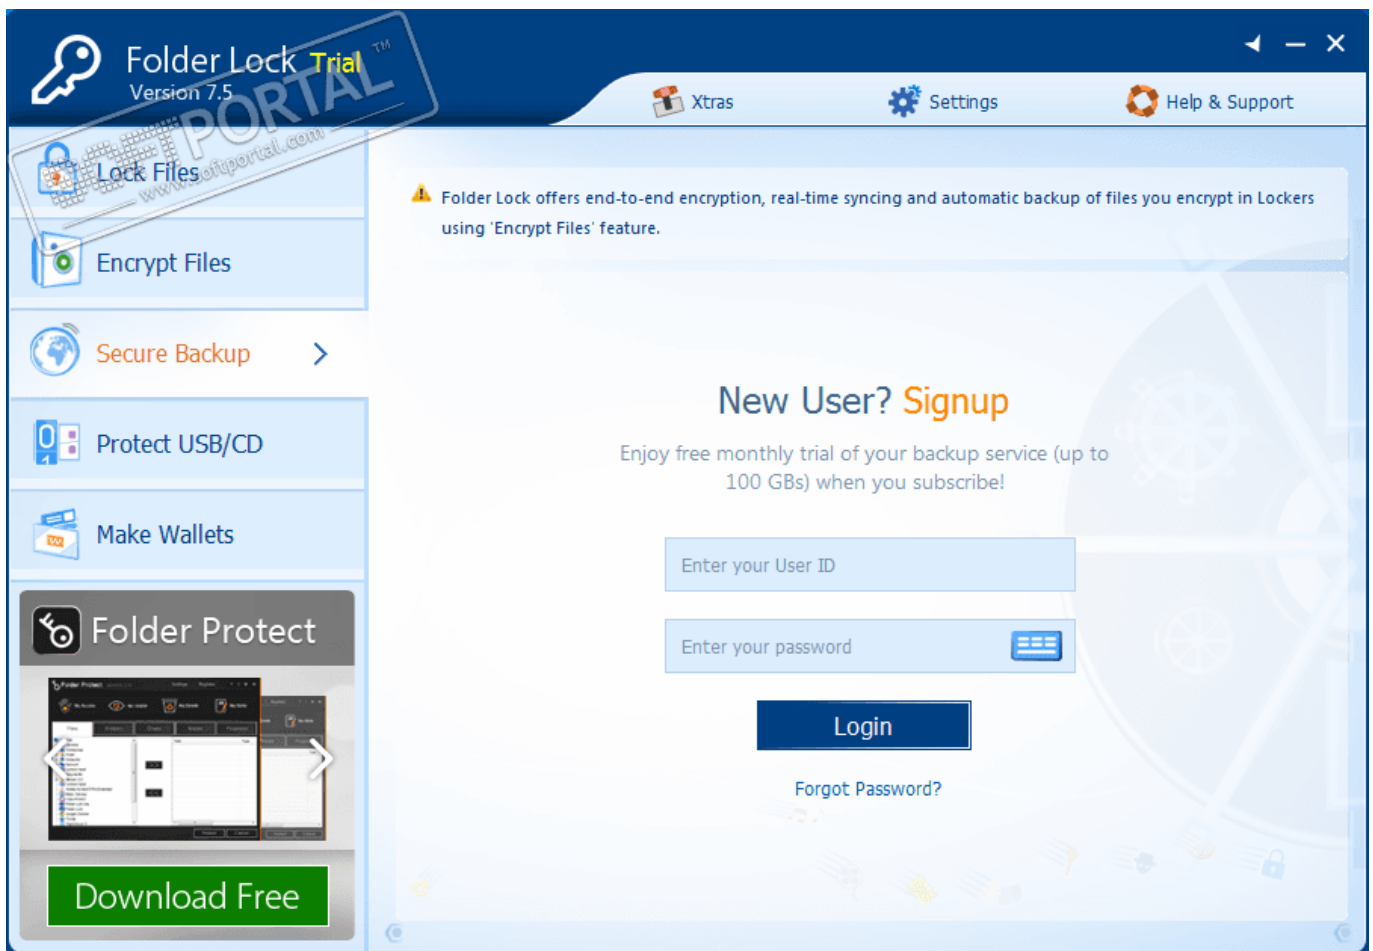 Folder Lock Trial
Version 7.5
SOFTPORTAL™
www.softportal.com
Xtras
Settings
Help & Support
Lock Files
Encrypt Files
Secure Backup
Protect USB/CD
Make Wallets
Folder Lock offers end-to-end encryption, real-time syncing and automatic backup of files you encrypt in Lockers
using 'Encrypt Files' feature.
New User? Signup
Enjoy free monthly trial of your backup service (up to
100 GBs) when you subscribe!
Enter your User ID
Enter your password
Login
Forgot Password?
Folder Protect
Folder Protect
Download Free